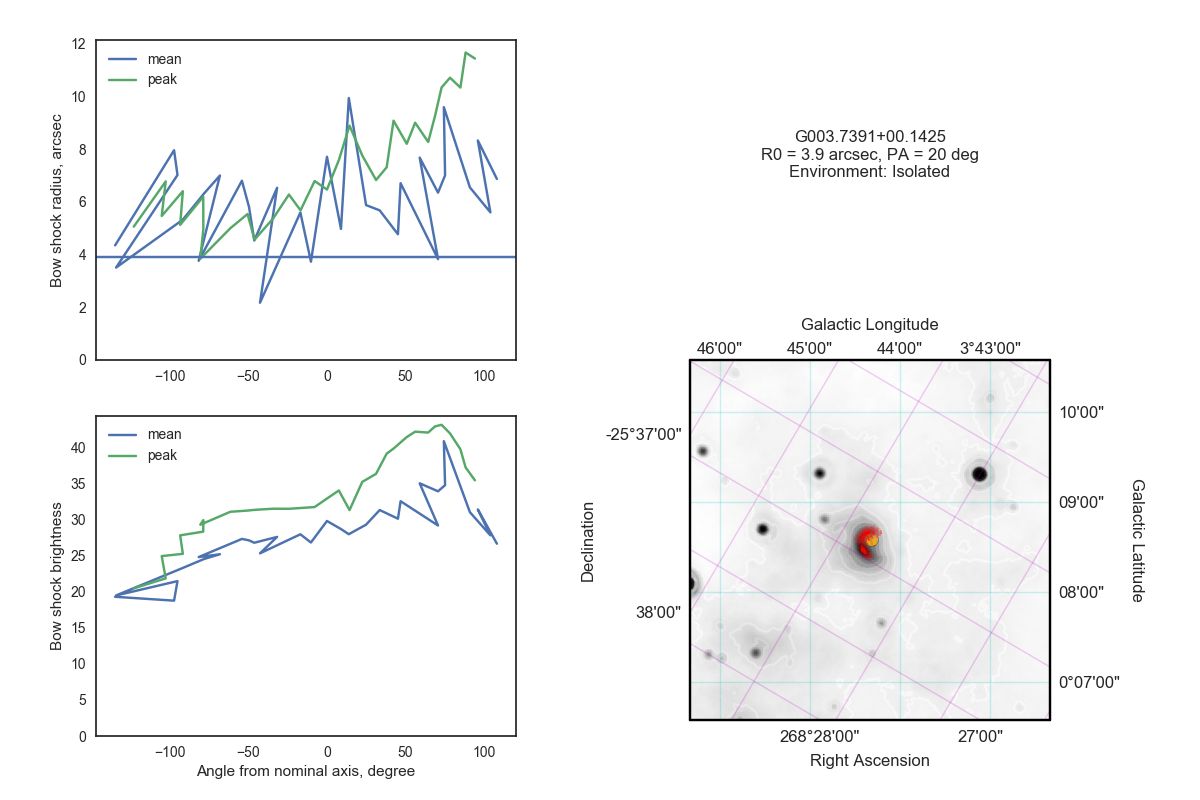 12
10
8
6
4
2
0
Bow shock radius, arcsec
mean
peak
−100
−50
0
50
100
40
35
30
25
20
15
10
5
0
Bow shock brightness
mean
peak
−100
−50
0
50
100
Angle from nominal axis, degree
G003.7391+00.1425
R0 = 3.9 arcsec, PA = 20 deg
Environment: Isolated
Galactic Longitude
46'00"
45'00"
44'00"
3°43'00"
-25°37'00"
38'00"
Declination
10'00"
09'00"
08'00"
0°07'00"
Galactic Latitude
268°28'00"
27'00"
Right Ascension